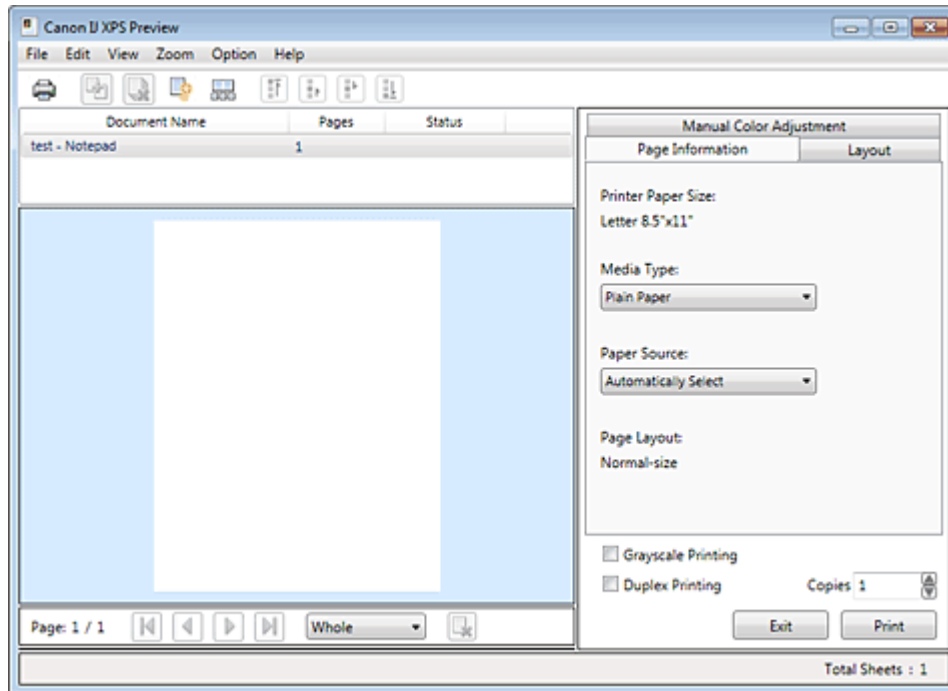 Canon IJ XPS Preview
File Edit View Zoom Option Help
Document Name Pages Status
test - Notepad 1
Manual Color Adjustment
Page Information Layout
Printer Paper Size:
Letter 8.5"x11"
Media Type:
Plain Paper
Paper Source:
Automatically Select
Page Layout:
Normal-size
Grayscale Printing
Duplex Printing Copies 1
Page: 1 / 1 Whole
Exit Print
Total Sheets : 1